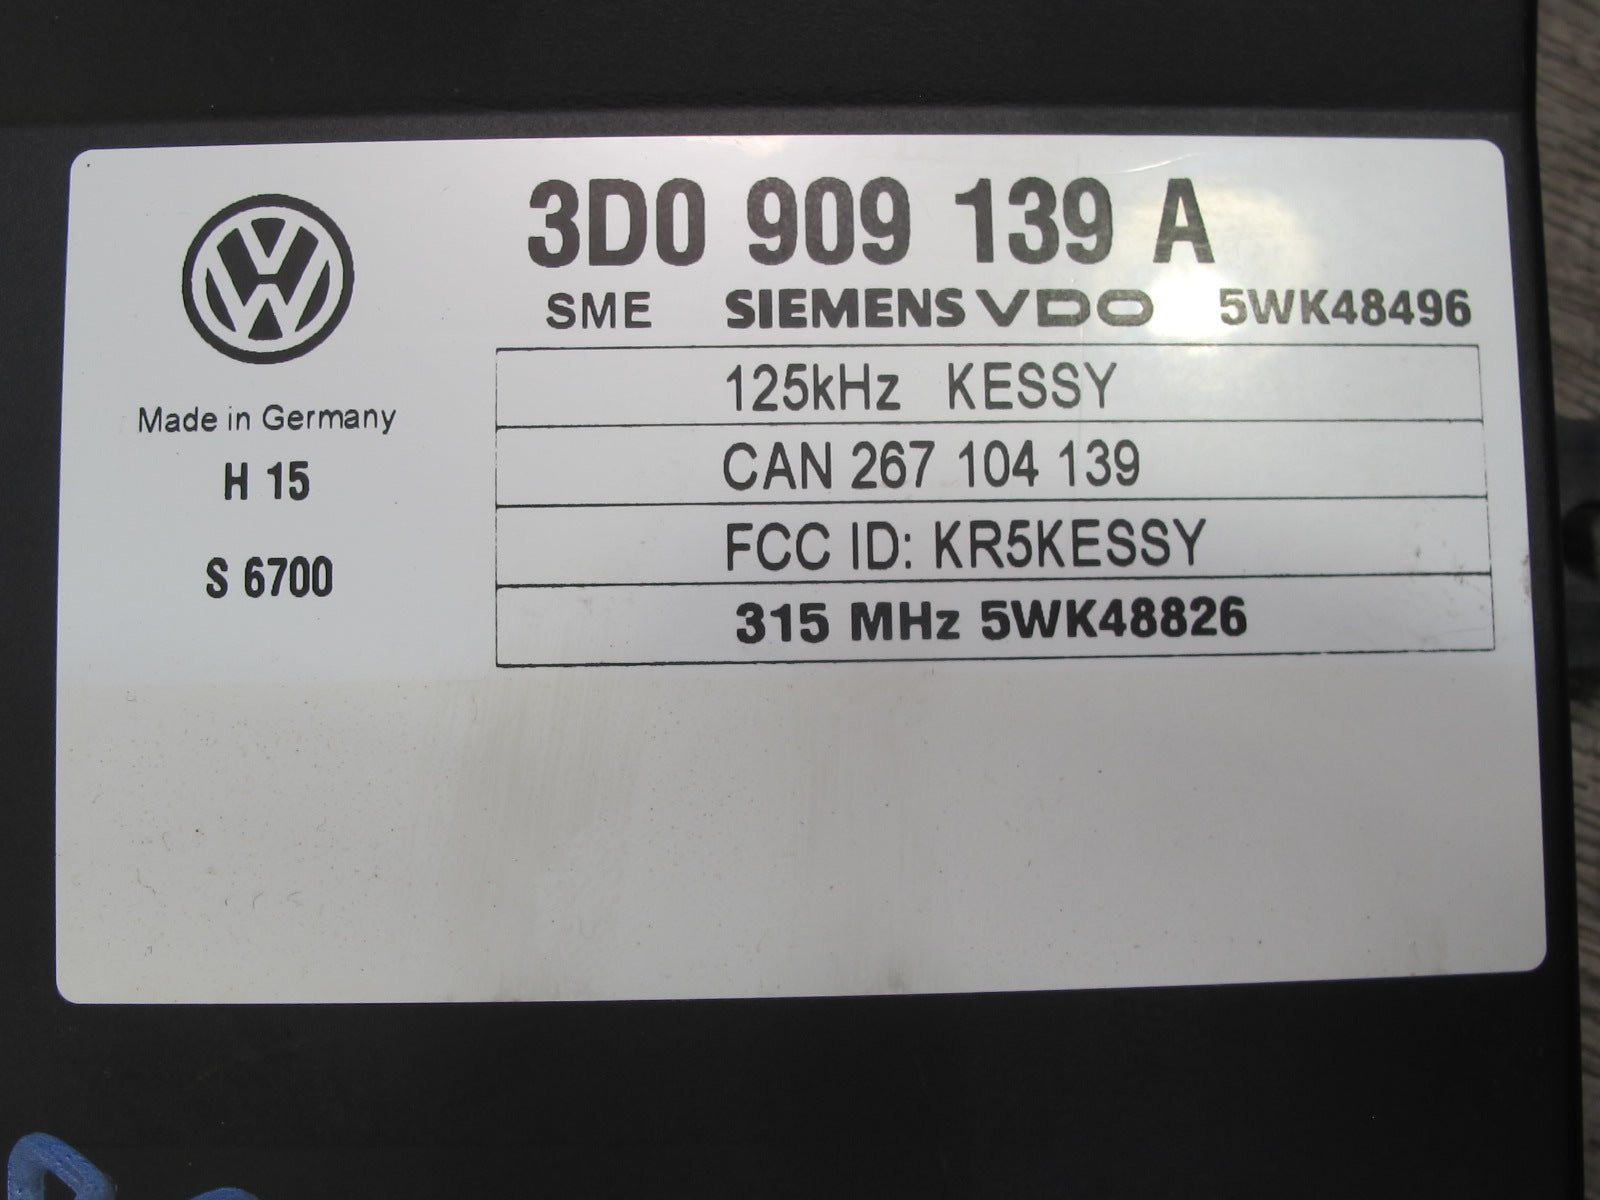 3D0 909 139 A
SME SIEMENS VDO 5WK48496
125kHz KESSY
CAN 267 104 139
FCC ID: KR5KESSY
315 MHz 5WK48826
Made in Germany
H 15
S 6700